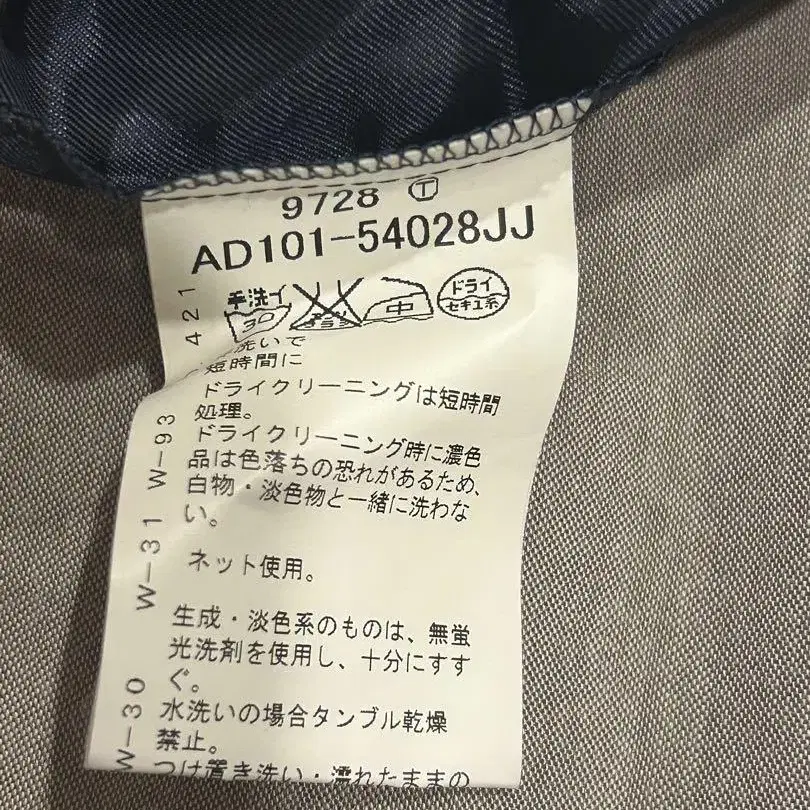 9728 Ⓣ
AD101-54028JJ
手洗イ
30
中
ドライ
セキユ系
洗いで
短時間に
ドライクリーニングは短時間
処理。
ドライクリーニング時に濃色
品は色落ちの恐れがあるため、
白物・淡色物と一緒に洗わな
い。
ネット使用。
生成・淡色系のものは、無蛍
光洗剤を使用し、十分にすす
ぐ。
水洗いの場合タンブル乾燥
禁止。
つけ置き洗い・濡れたままの
W-30 W-31 W-93 421